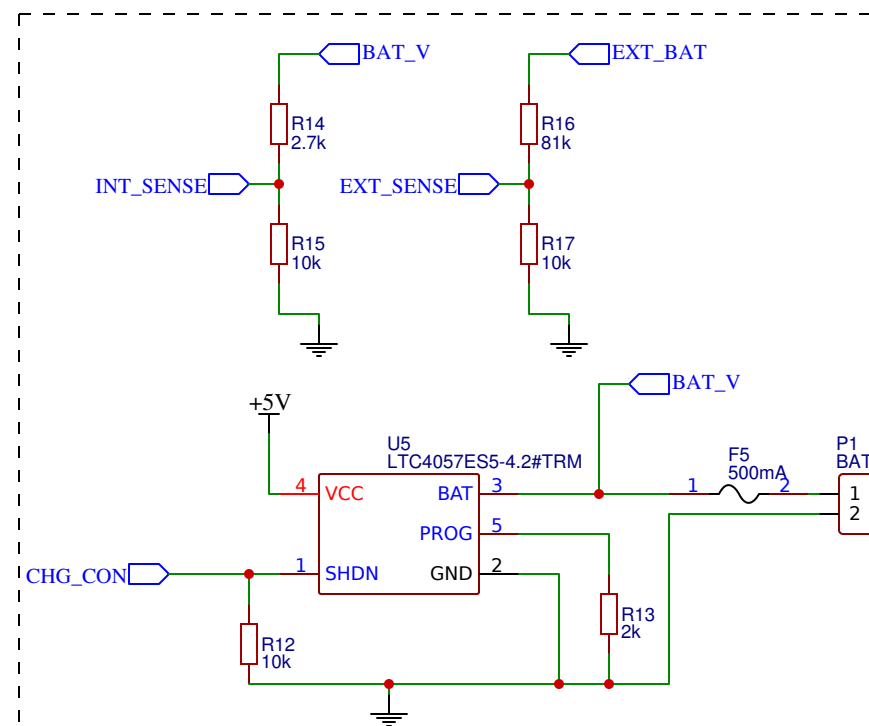 BAT_V
EXT_BAT
R14
2.7k
R16
81k
INT_SENSE
EXT_SENSE
R15
10k
R17
10k
BAT_V
+5V
U5
LTC4057ES5-4.2#TRM
F5
500mA
P1
BAT
4 VCC
BAT 3
1 2
1
2
PROG 5
CHG_CON
1 SHDN
GND 2
R13
2k
R12
10k